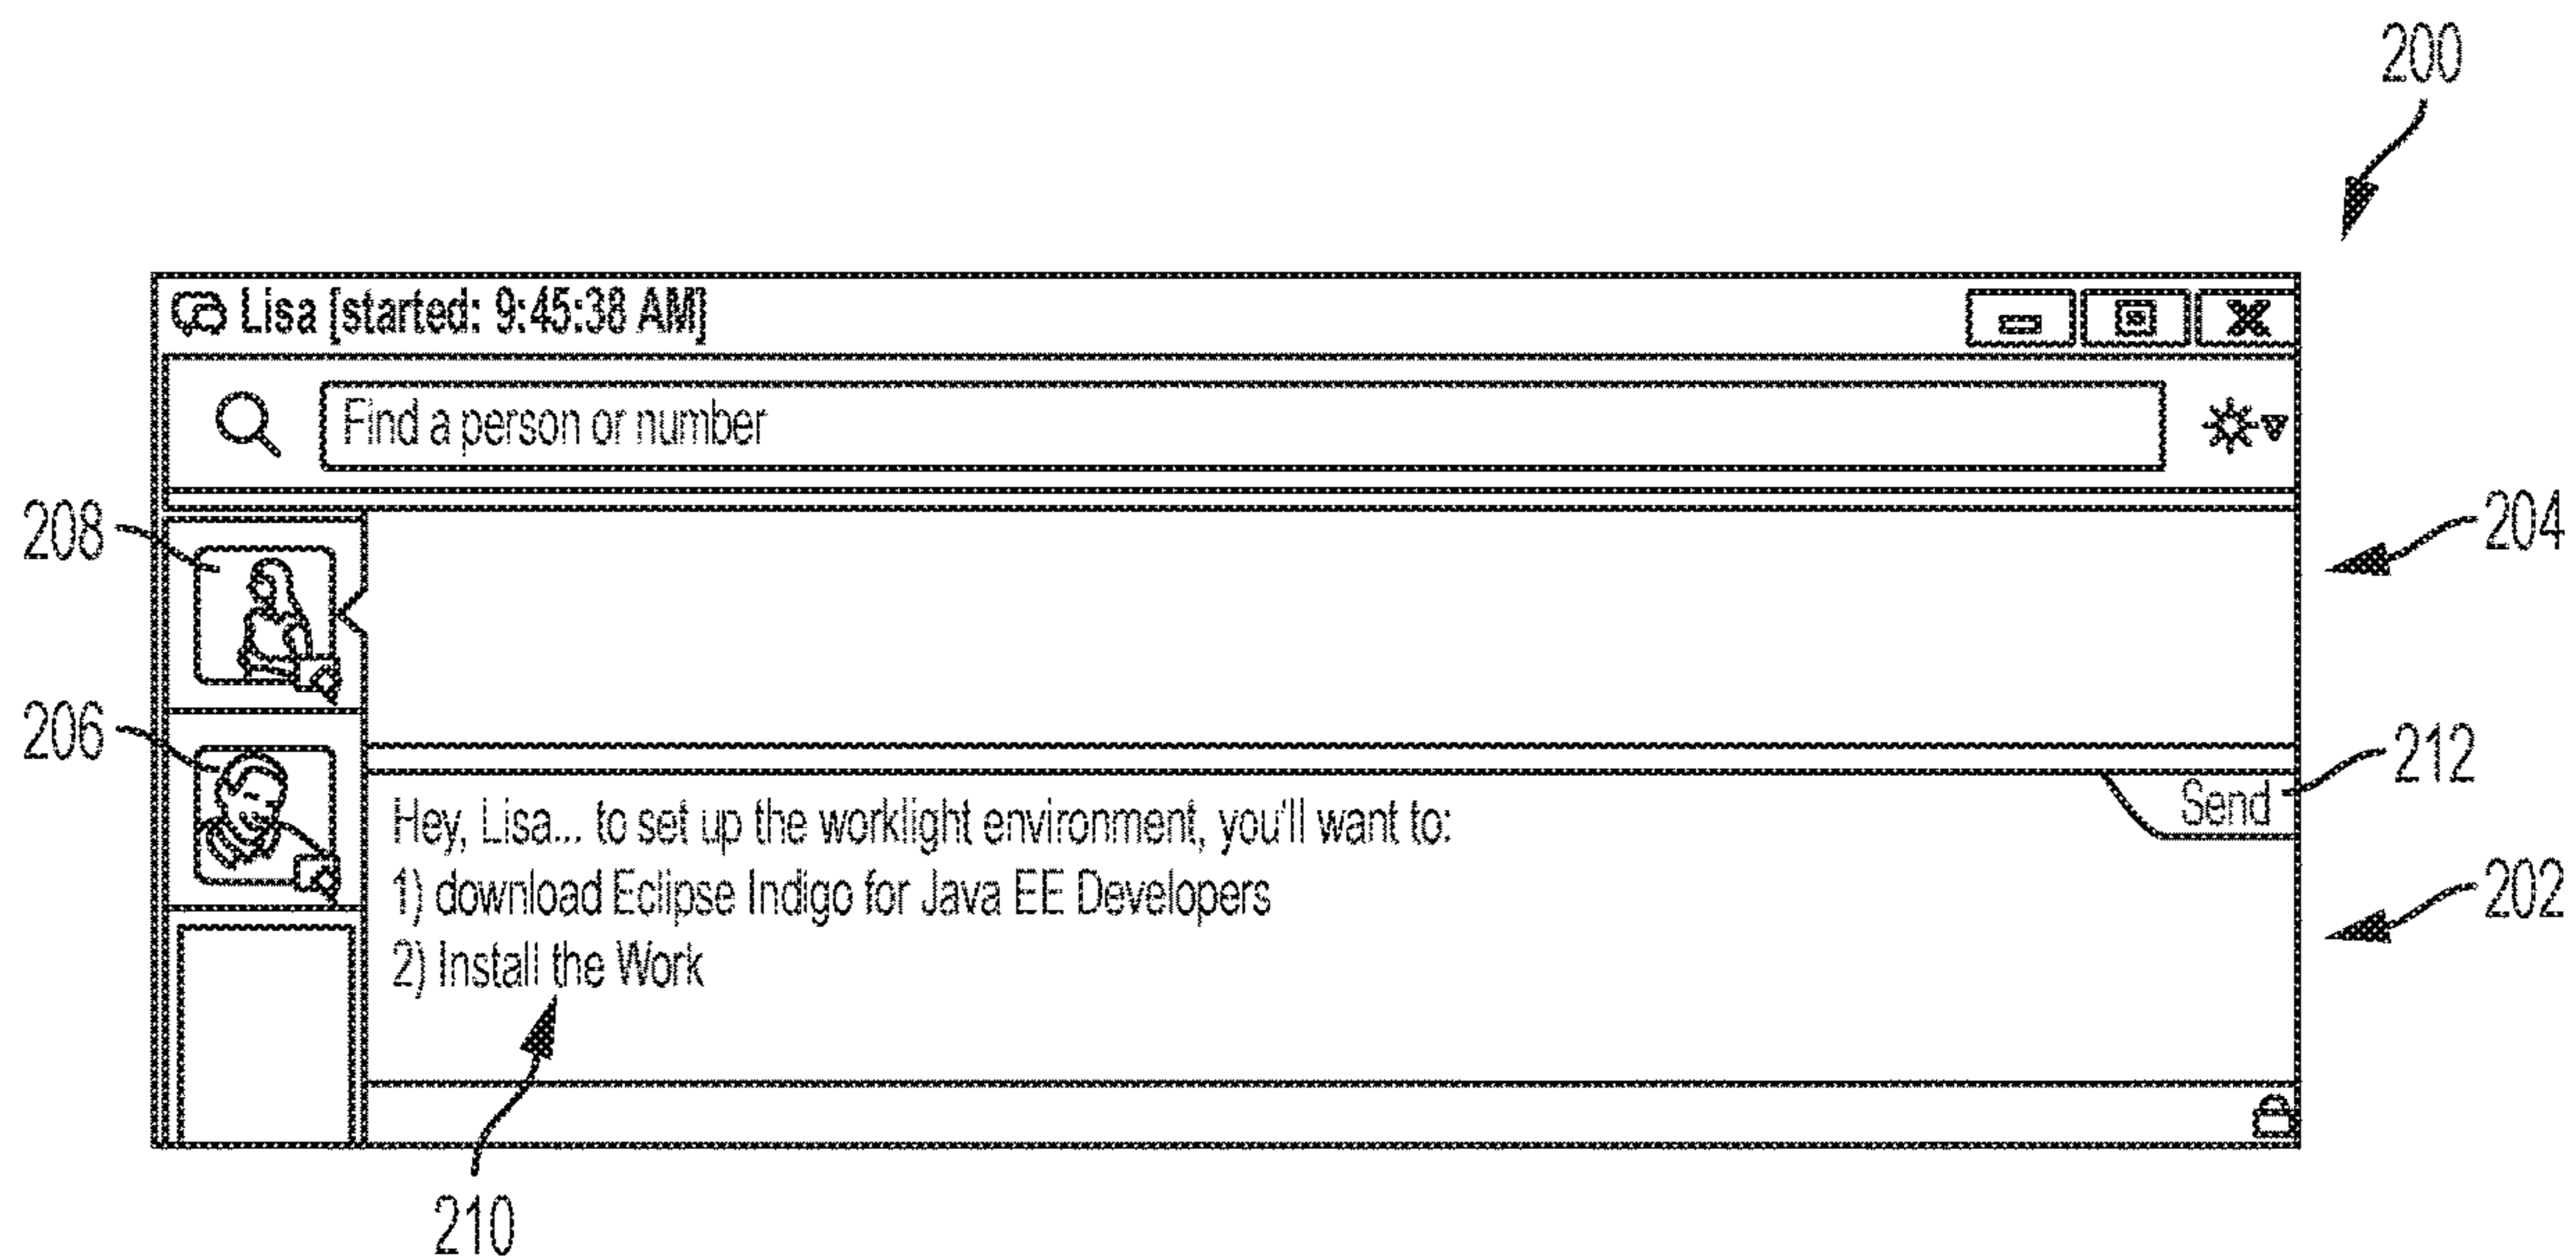 200
Lisa [started: 9:45:38 AM]
Find a person or number
208
204
206
212
Send
Hey, Lisa... to set up the worklight environment, you'll want to:
1) download Eclipse Indigo for Java EE Developers
202
2) Install the Work
210